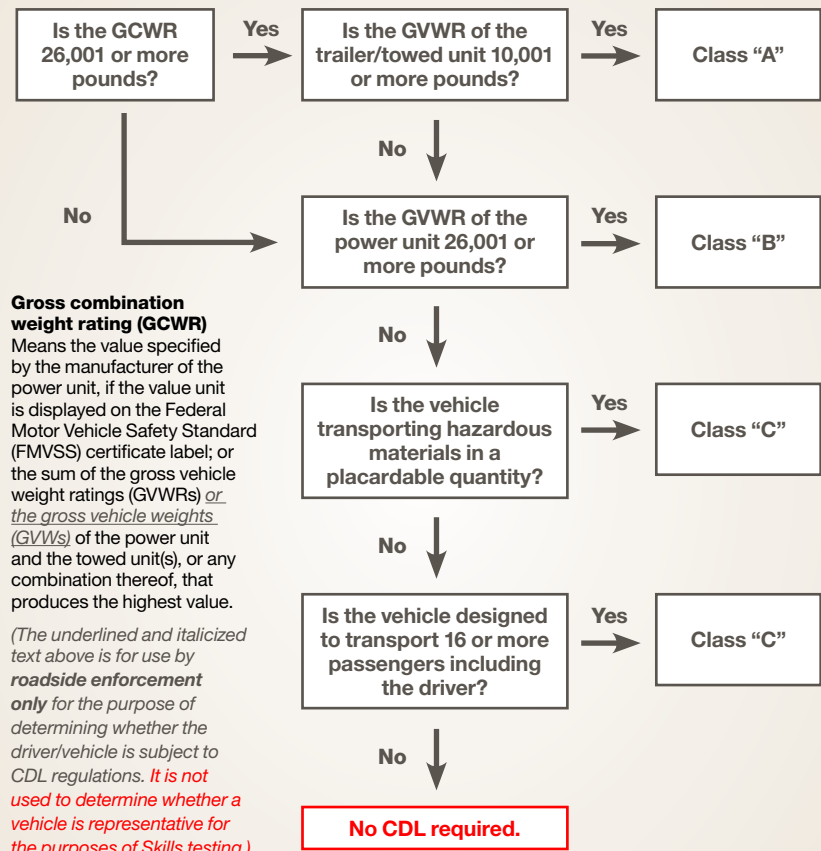 Is the GCWR
26,001 or more
pounds?
Yes
Is the GVWR of the
trailer/towed unit 10,001
or more pounds?
Yes
Class “A”
No
No
Is the GVWR of the
power unit 26,001 or
more pounds?
Yes
Class “B”
Gross combination
weight rating (GCWR)
Means the value specified
by the manufacturer of the
power unit, if the value unit
is displayed on the Federal
Motor Vehicle Safety Standard
(FMVSS) certificate label; or
the sum of the gross vehicle
weight ratings (GVWRs) or
the gross vehicle weights
(GVWs) of the power unit
and the towed unit(s), or any
combination thereof, that
produces the highest value.
(The underlined and italicized
text above is for use by
roadside enforcement
only for the purpose of
determining whether the
driver/vehicle is subject to
CDL regulations. It is not
used to determine whether a
vehicle is representative for
the purposes of Skills testing.)
No
Is the vehicle
transporting hazardous
materials in a
placardable quantity?
Yes
Class “C”
No
Is the vehicle designed
to transport 16 or more
passengers including
the driver?
Yes
Class “C”
No
No CDL required.